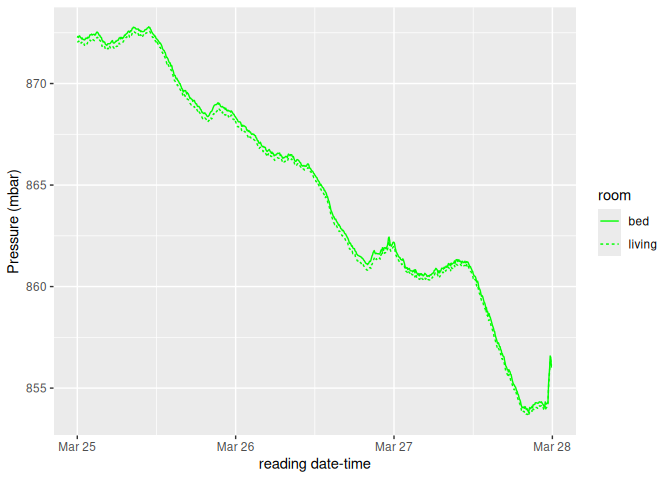 Pressure (mbar)
870
865
860
855
Mar 25
Mar 26
Mar 27
Mar 28
reading date-time
room
bed
living